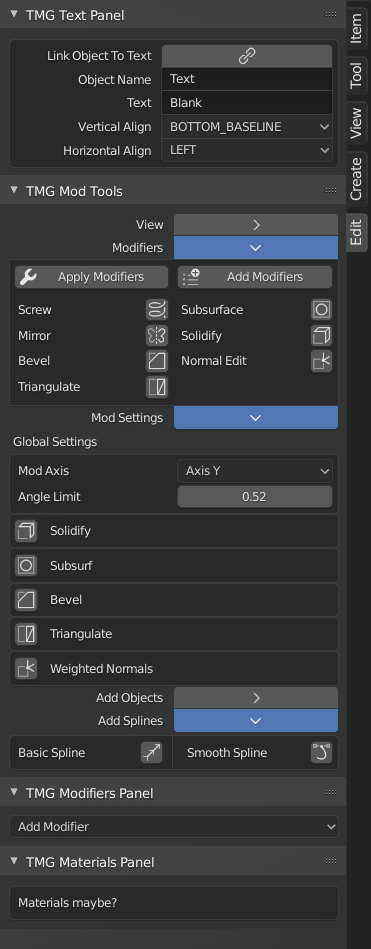 TMG Text Panel
Item
Link Object To Text
Object Name Text
Tool
Text Blank
Vertical Align BOTTOM_BASELINE
View
Horizontal Align LEFT
Create
TMG Mod Tools
View
Edit
Modifiers
Apply Modifiers Add Modifiers
Screw Subsurface
Mirror Solidify
Bevel Normal Edit
Triangulate
Mod Settings
Global Settings
Mod Axis Axis Y
Angle Limit 0.52
Solidify
Subsurf
Bevel
Triangulate
Weighted Normals
Add Objects
Add Splines
Basic Spline Smooth Spline
TMG Modifiers Panel
Add Modifier
TMG Materials Panel
Materials maybe?